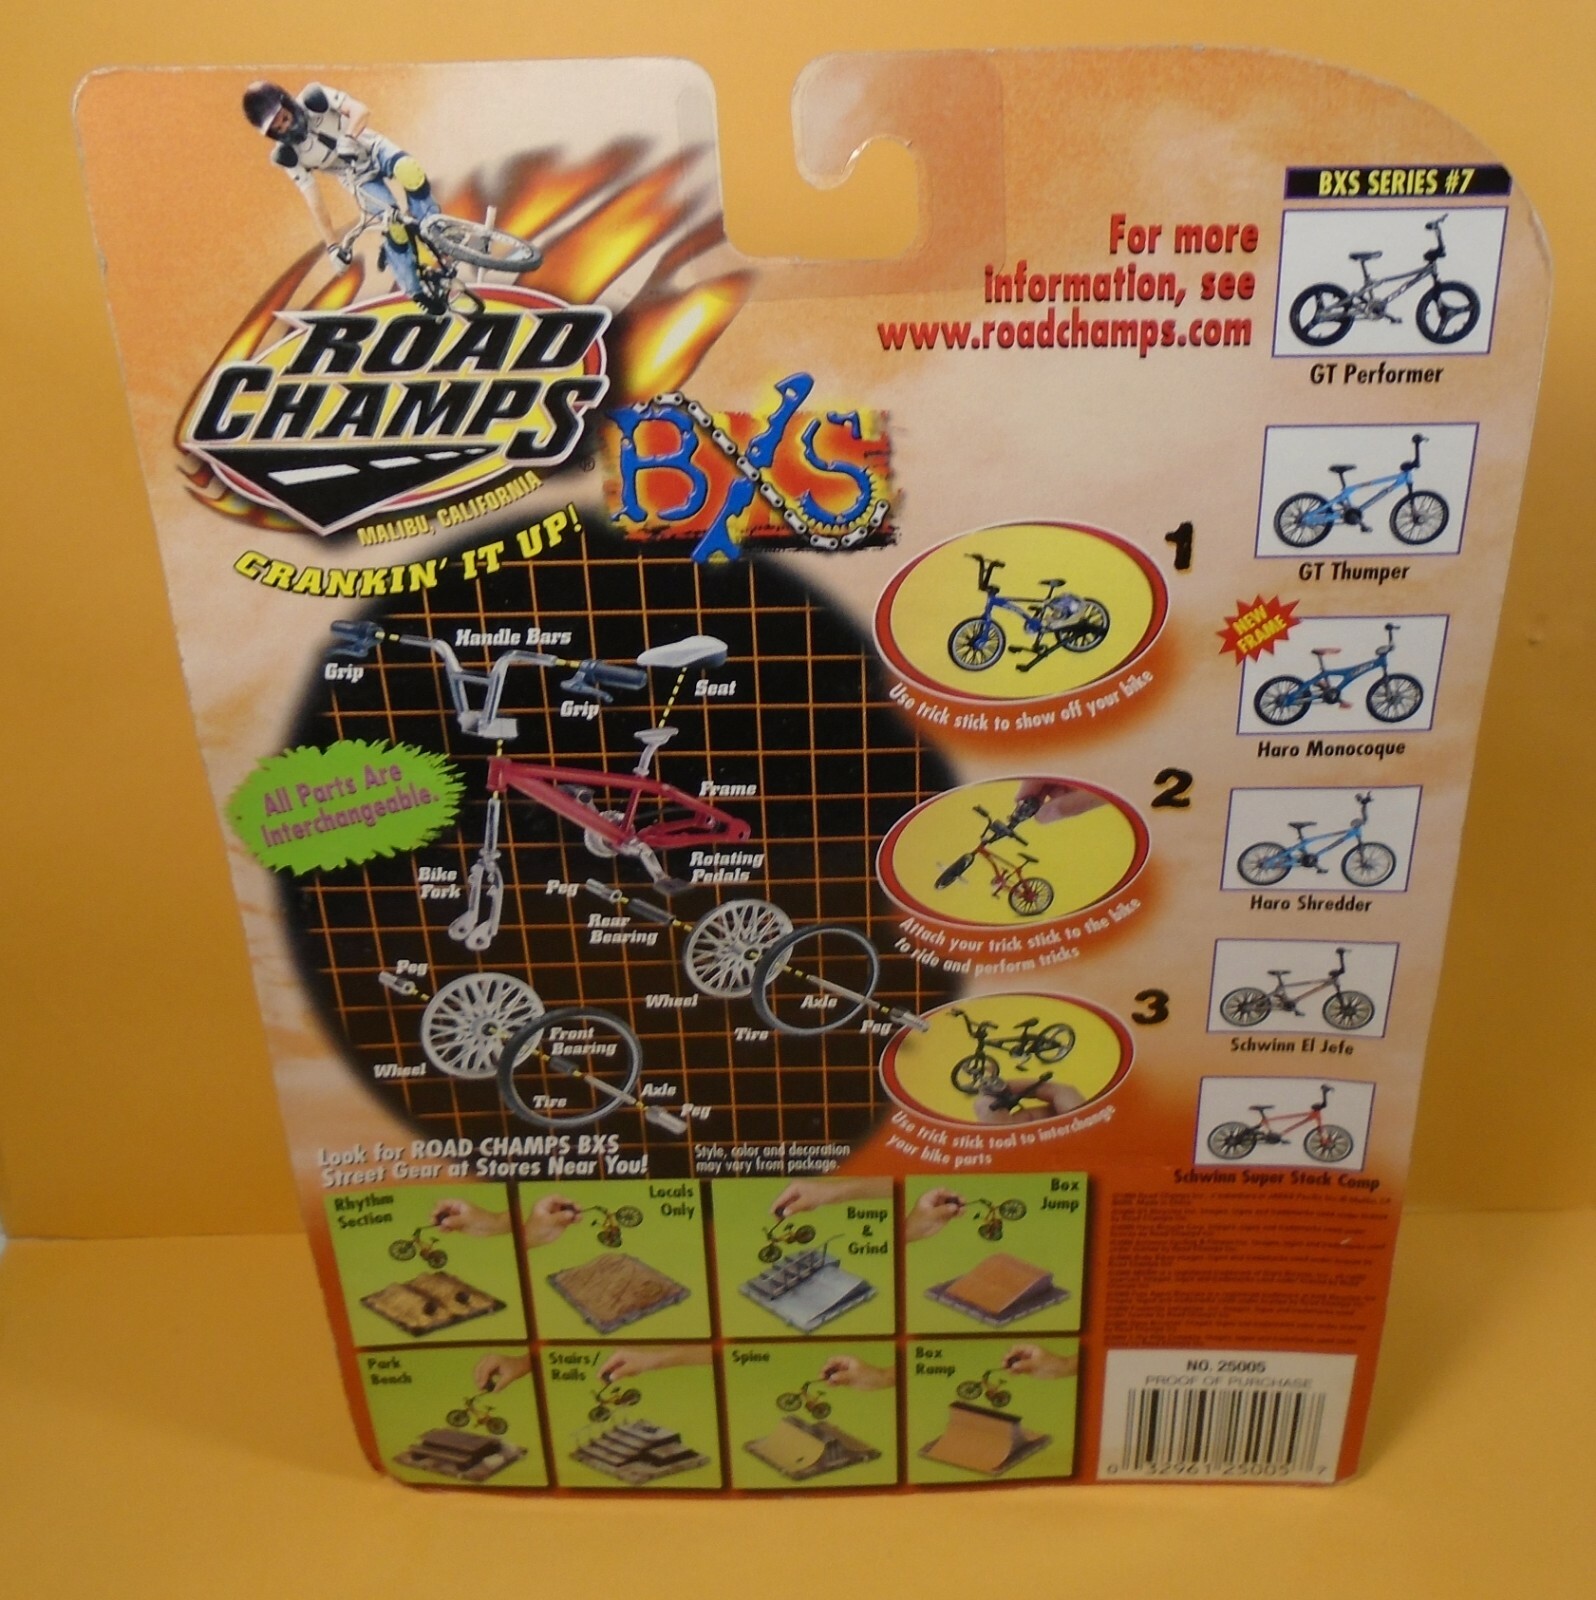 ROAD
CHAMPS
®
MALIBU, CALIFORNIA
CRANKIN' IT UP!
BXS
For more
information, see
www.roadchamps.com
BXS SERIES #7
GT Performer
GT Thumper
NEW
FRAME
Haro Monocoque
Haro Shredder
Schwinn El Jefe
Schwinn Super Stock Comp
Handle Bars
Grip
Grip
Seat
All Parts Are
Interchangeable.
Frame
Bike
Fork
Rotating
Pedals
Peg
Rear
Bearing
Wheel
Tire
Axle
Peg
Peg
Wheel
Front
Bearing
Tire
Axle
Peg
1
Use trick stick to show off your bike
2
Attach your trick stick to the bike
to ride and perform tricks
3
Use trick stick tool to interchange
your bike parts
Look for ROAD CHAMPS BXS
Street Gear at Stores Near You!
Style, color and decoration
may vary from package.
Rhythm
Section
Locals
Only
Bump
&
Grind
Box
Jump
Park
Bench
Stairs/
Rails
Spine
Box
Ramp
NO. 25005
PROOF OF PURCHASE
0 32961 25005 7